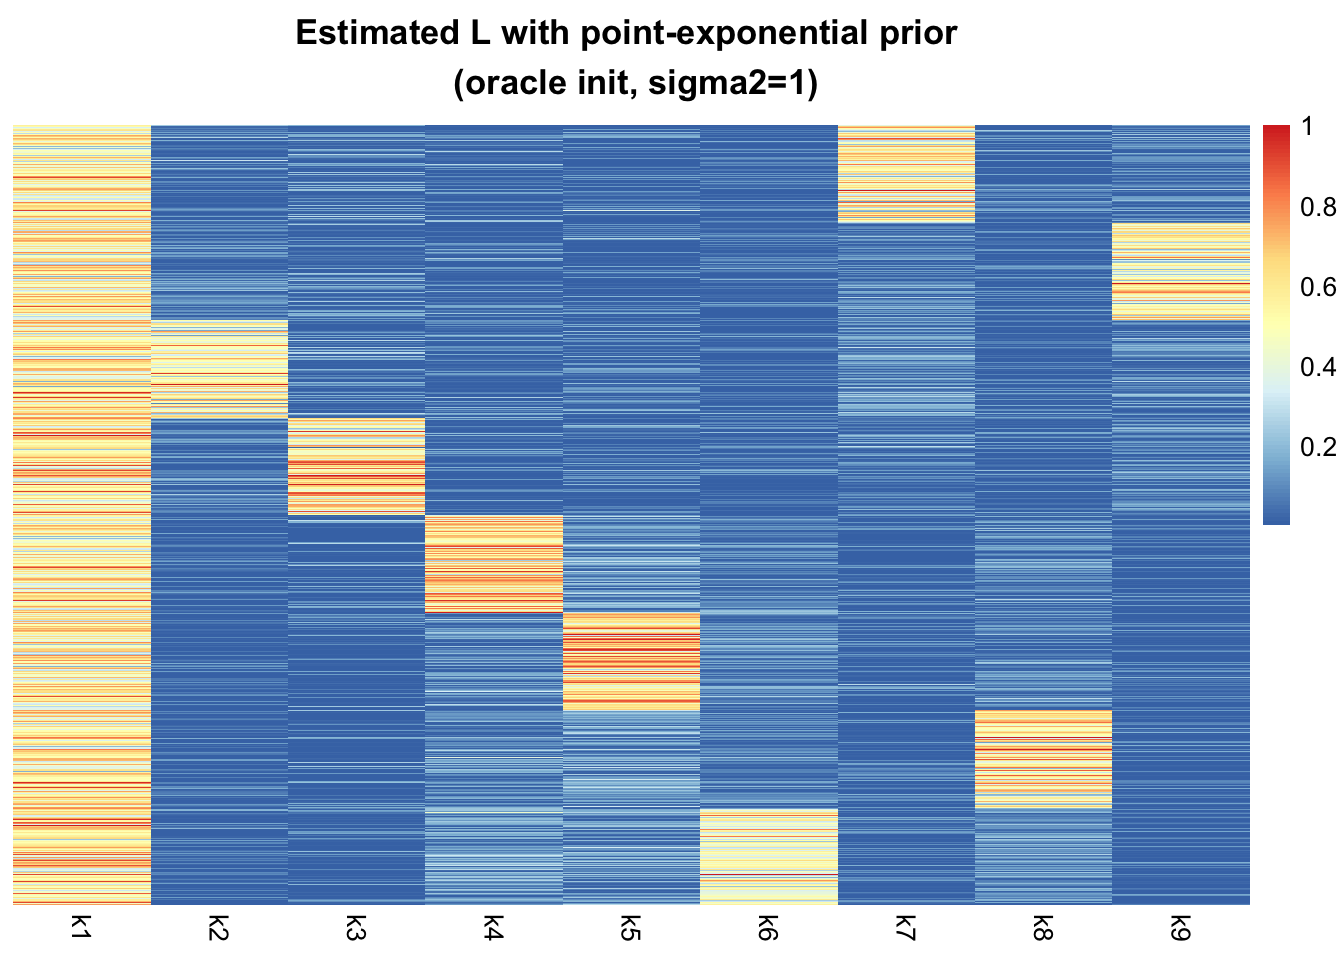 Estimated L with point-exponential prior
(oracle init, sigma2=1)
1
0.8
0.6
0.4
0.2
k1
k2
k3
k4
k5
k6
k7
k8
k9